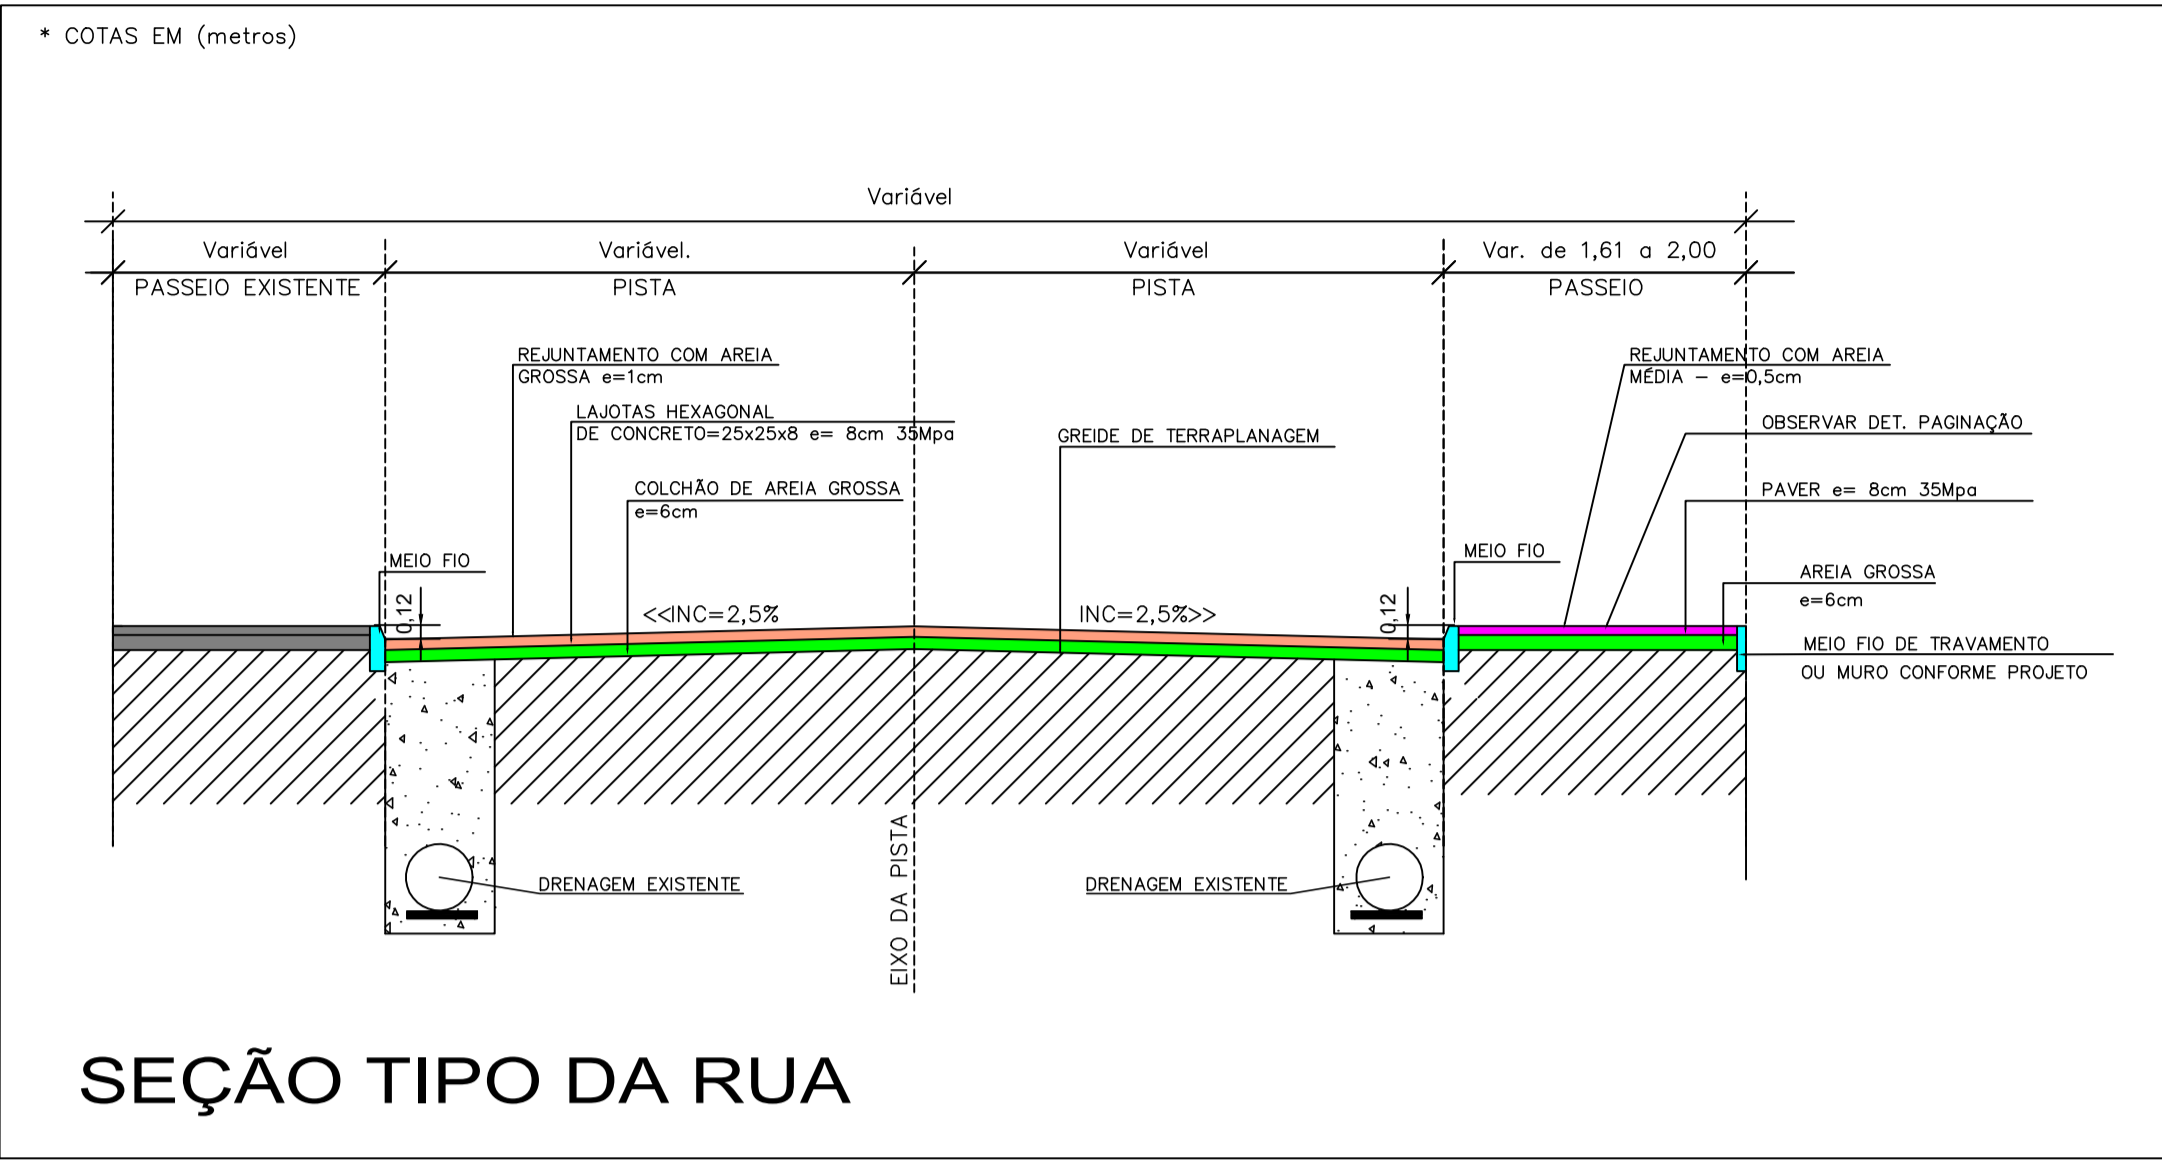 * COTAS EM (metros)
Variável
Variável
Variável.
Variável
Var. de 1,61 a 2,00
PASSEIO EXISTENTE
PISTA
PISTA
PASSEIO
REJUNTAMENTO COM AREIA
GROSSA e=1cm
REJUNTAMENTO COM AREIA
MÉDIA - e=0,5cm
LAJOTAS HEXAGONAL
DE CONCRETO=25x25x8 e= 8cm 35Mpa
GREIDE DE TERRAPLANAGEM
OBSERVAR DET. PAGINAÇÃO
COLCHÃO DE AREIA GROSSA
e=6cm
PAVER e= 8cm 35Mpa
MEIO FIO
MEIO FIO
AREIA GROSSA
e=6cm
0,12
<<INC=2,5%
INC=2,5%>>
0,12
MEIO FIO DE TRAVAMENTO
OU MURO CONFORME PROJETO
DRENAGEM EXISTENTE
DRENAGEM EXISTENTE
EIXO DA PISTA
SEÇÃO TIPO DA RUA